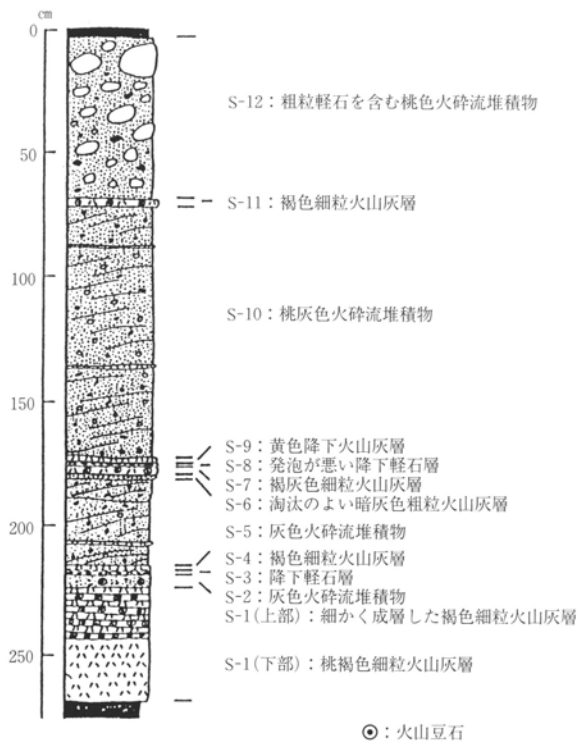 cm
0
50
100
150
200
250
S-12：粗粒軽石を含む桃色火砕流堆積物
S-11：褐色細粒火山灰層
S-10：桃灰色火砕流堆積物
S-9：黄色降下火山灰層
S-8：発泡が悪い降下軽石層
S-7：褐灰色細粒火山灰層
S-6：淘汰のよい暗灰色粗粒火山灰層
S-5：灰色火砕流堆積物
S-4：褐色細粒火山灰層
S-3：降下軽石層
S-2：灰色火砕流堆積物
S-1(上部)：細かく成層した褐色細粒火山灰層
S-1(下部)：桃褐色細粒火山灰層
：火山豆石